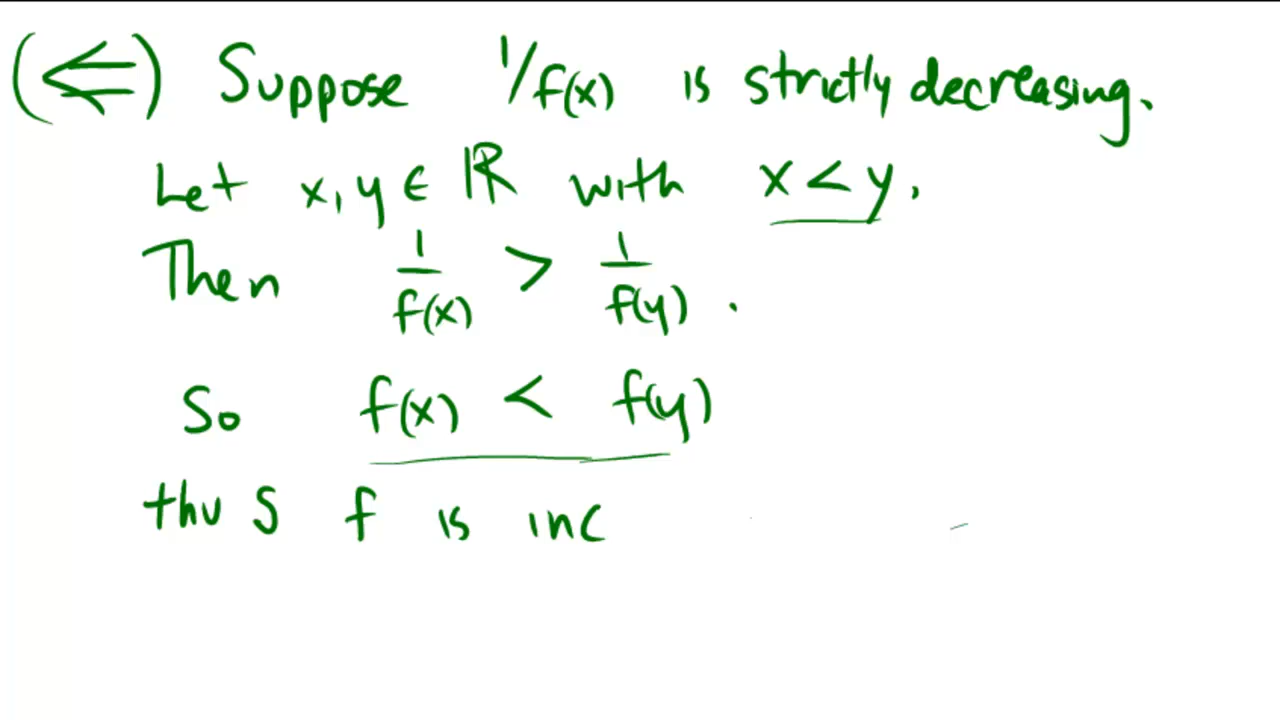 (⇐) Suppose 1/f(x) is strictly decreasing.
Let x, y ∈ ℝ with x < y.
Then 1/f(x) > 1/f(y).
So f(x) < f(y)
thus f is inc